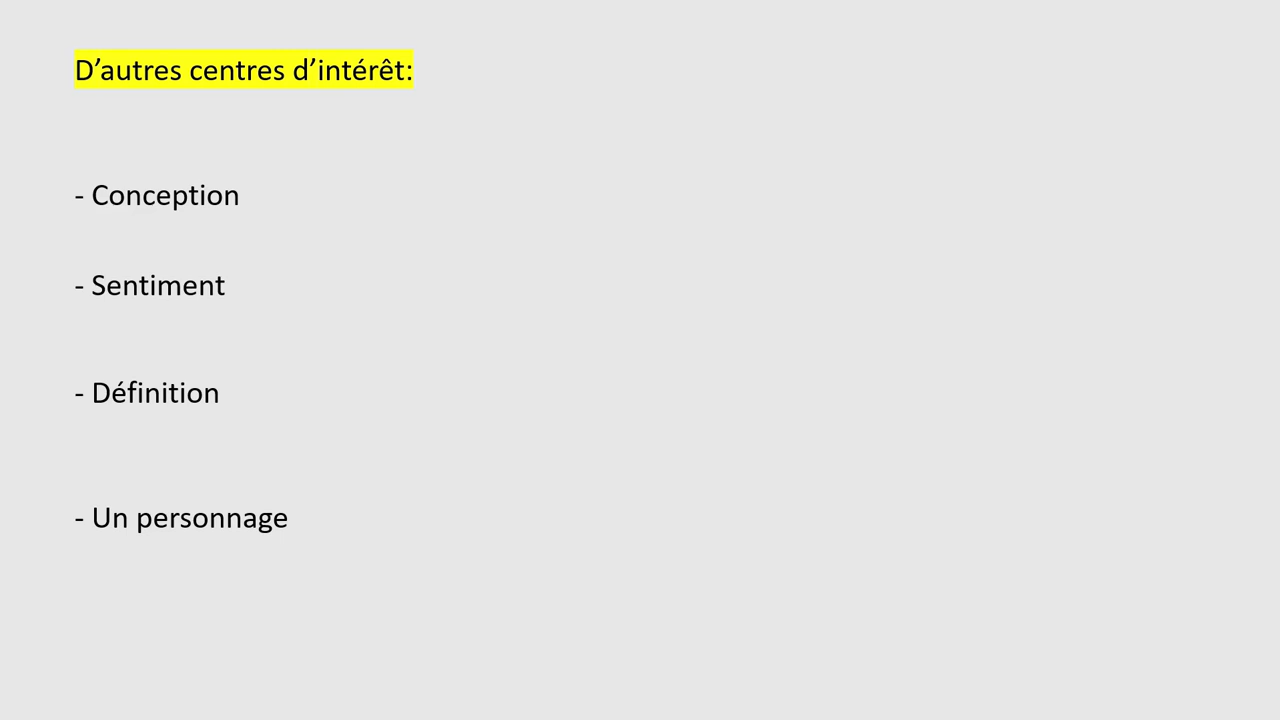 D’autres centres d’intérêt:
- Conception
- Sentiment
- Définition
- Un personnage